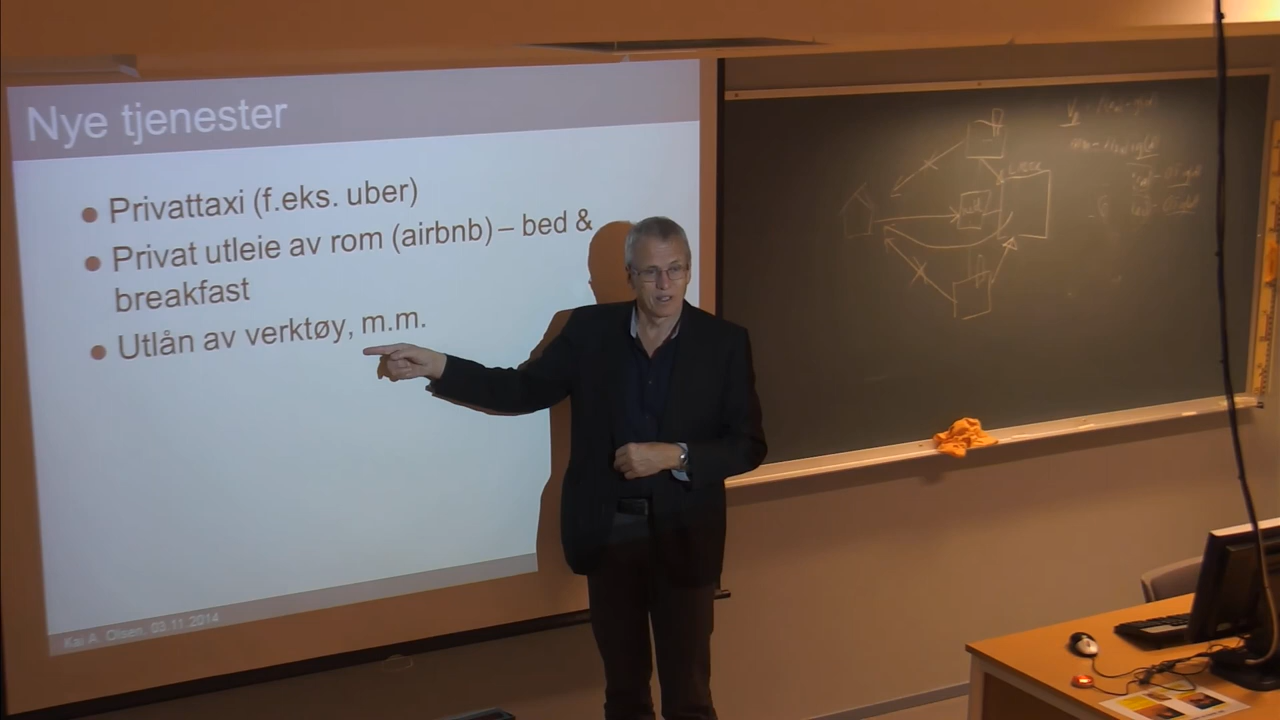 Nye tjenester
Privattaxi (f.eks. uber)
Privat utleie av rom (airbnb) – bed &
breakfast
Utlån av verktøy, m.m.
Kai A. Olsen, 03.11.2014